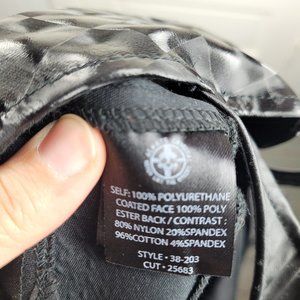 SELF: 100% POLYURETHANE
COATED FACE 100% POLY.
ESTER BACK / CONTRAST :
80% NYLON 20%SPANDEX
96%COTTON 4%SPANDEX
STYLE • 38-203
CUT • 25683